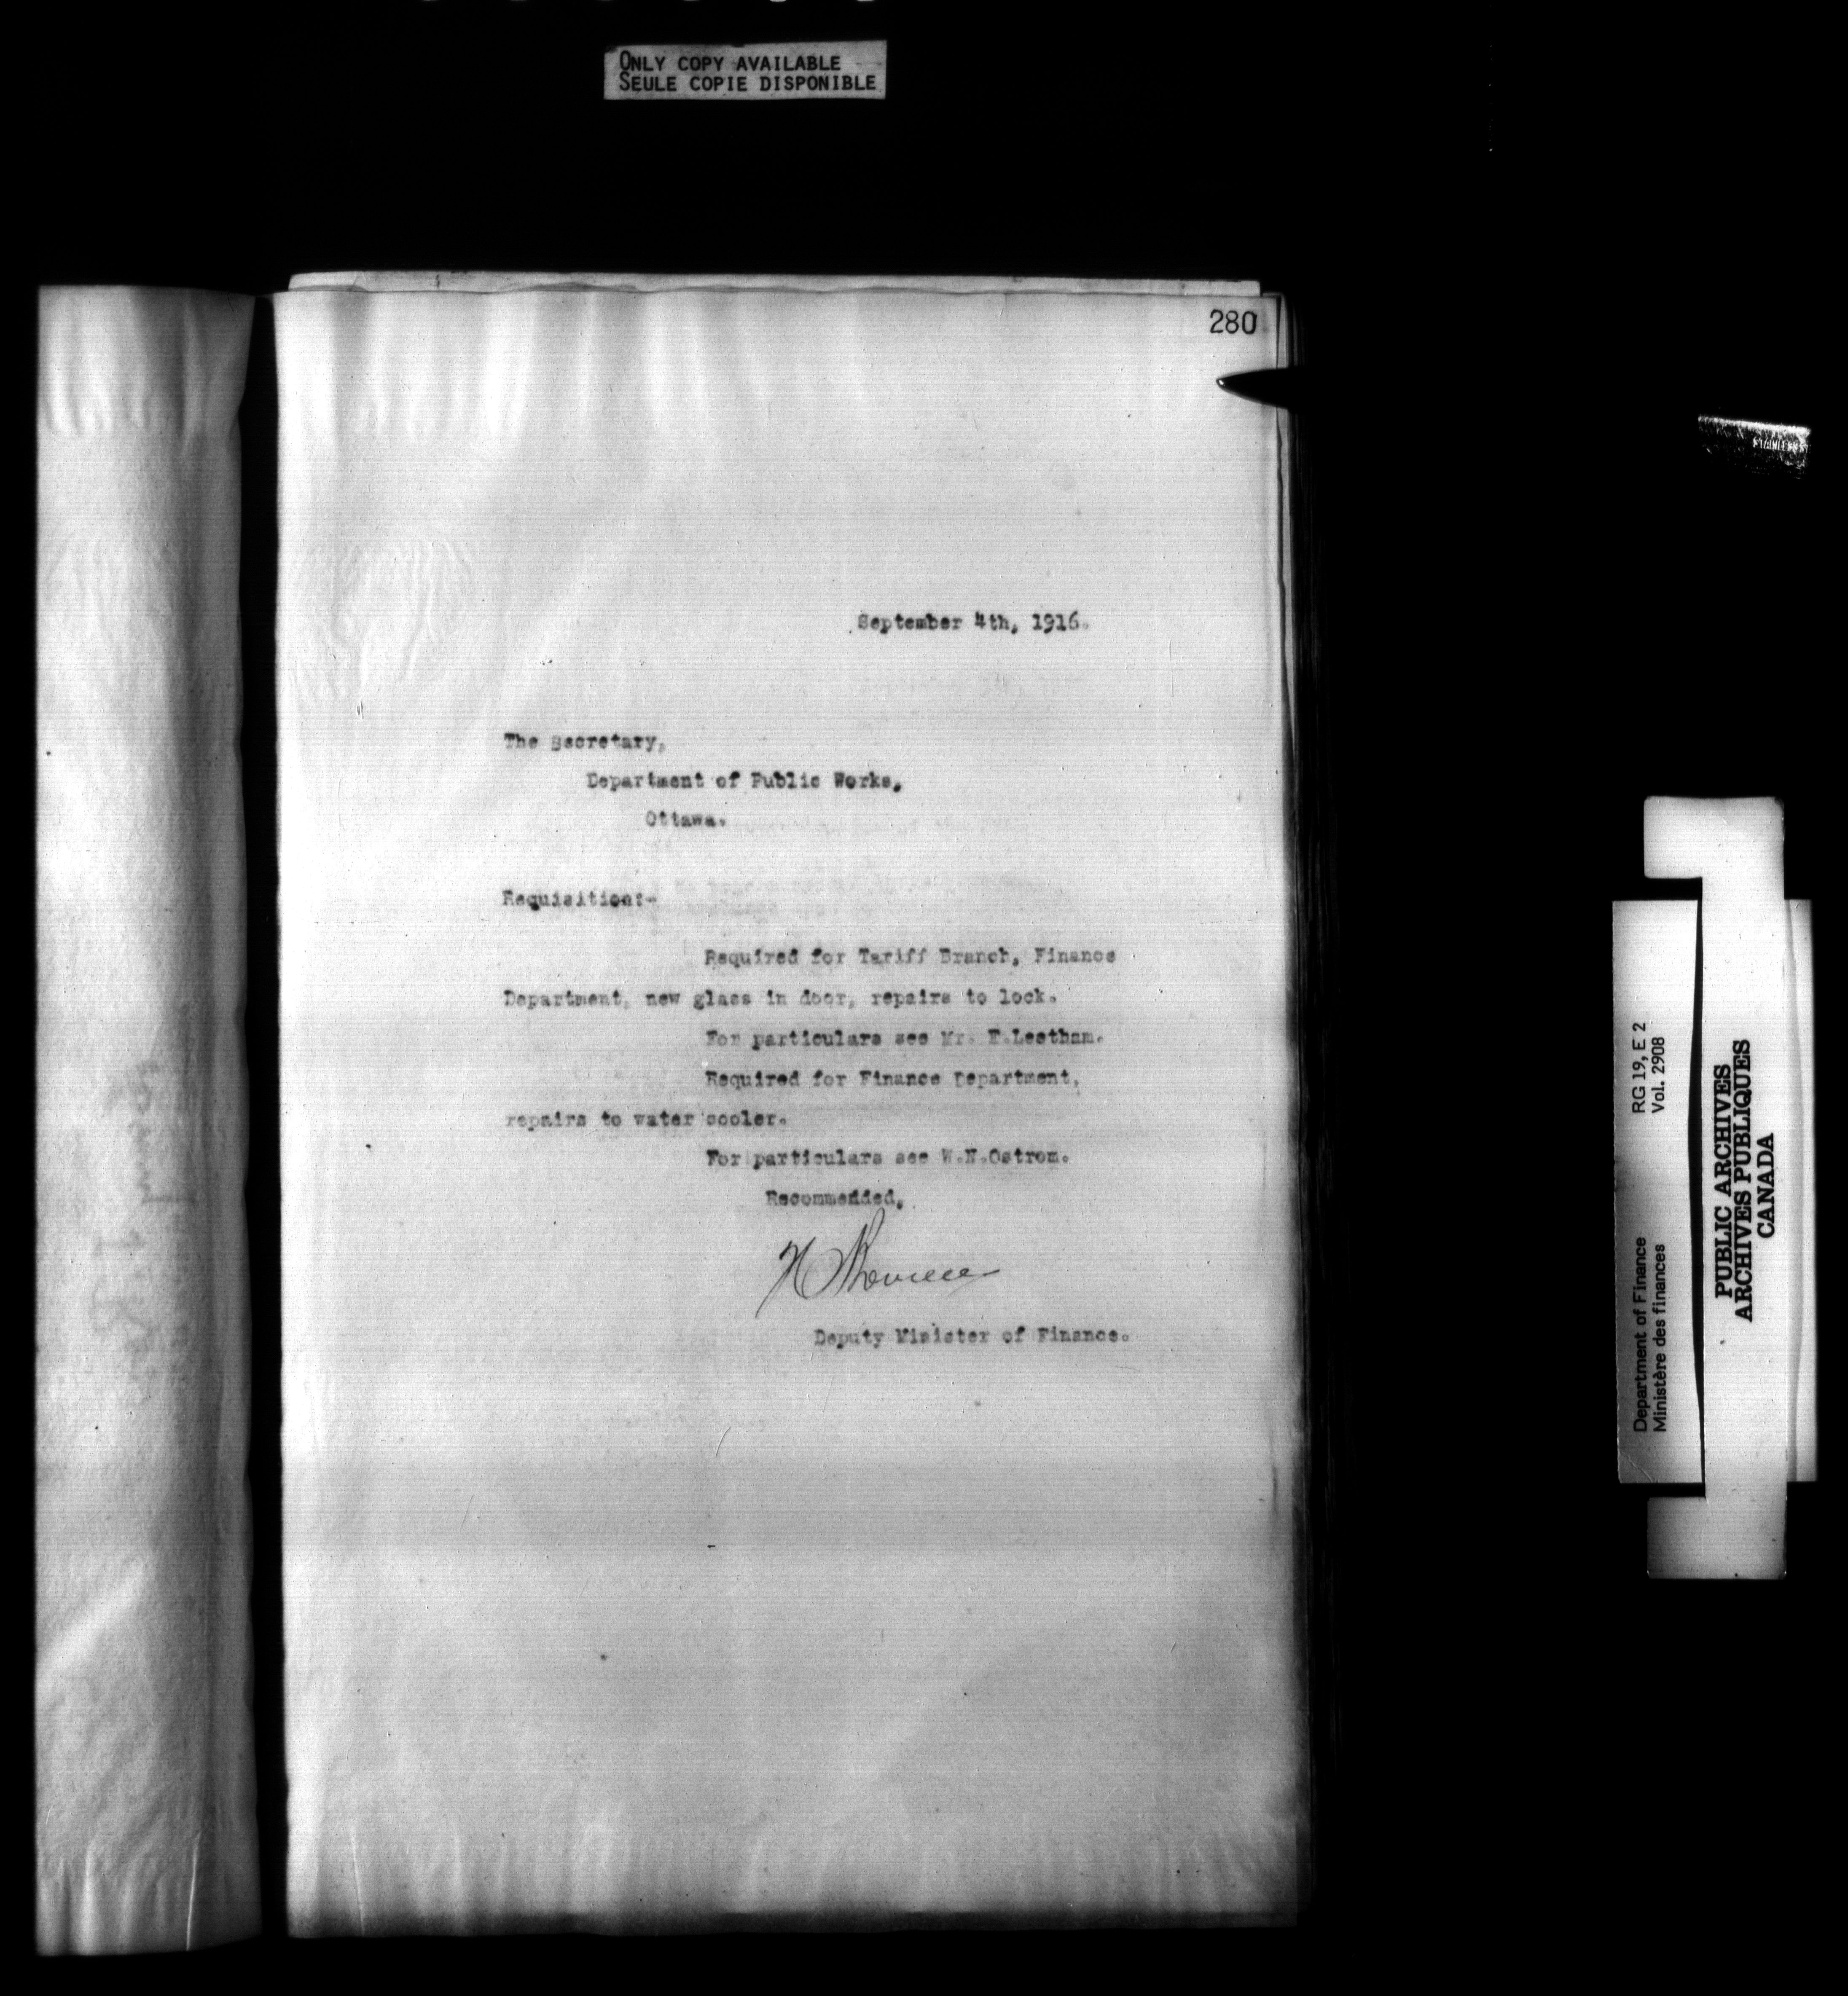 ONLY COPY AVAILABLE
SEULE COPIE DISPONIBLE
280
September 4th, 1916.
The Secretary,
Department of Public Works,
Ottawa.
Requisition:-
Required for Tariff Branch, Finance
Department, new glass in door, repairs to lock.
For particulars see Mr. F.Leetham.
Required for Finance Department,
repairs to water cooler.
For particulars see W.N.Ostrom.
Recommended,
Deputy Minister of Finance.
Department of Finance RG 19, E 2
Ministère des finances Vol. 2908
PUBLIC ARCHIVES
ARCHIVES PUBLIQUES
CANADA